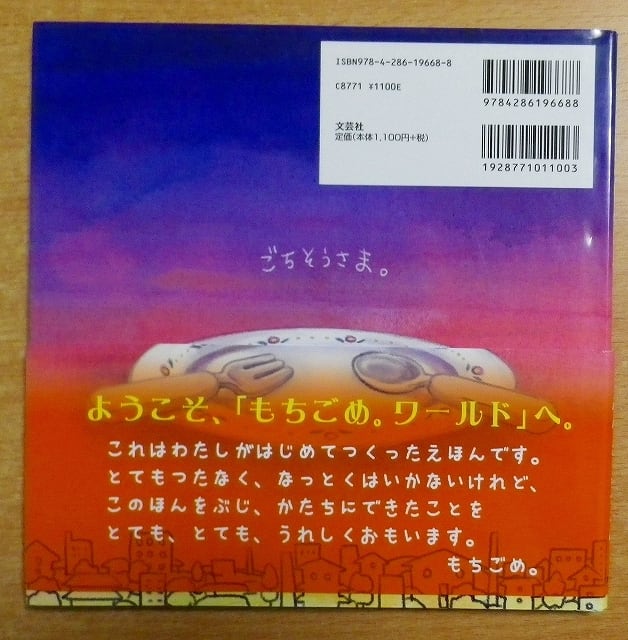 ISBN978-4-286-19668-8
C8771 ¥1100E
9784286196688
文芸社
定価(本体1,100円+税)
1928771011003
ごちそうさま。
ようこそ、「もちごめ。ワールド」へ。
これはわたしがはじめてつくったえほんです。
とてもつたなく、なっとくはいかないけれど、
このほんをぶじ、かたちにできたことを
とても、とても、うれしくおもいます。
もちごめ。